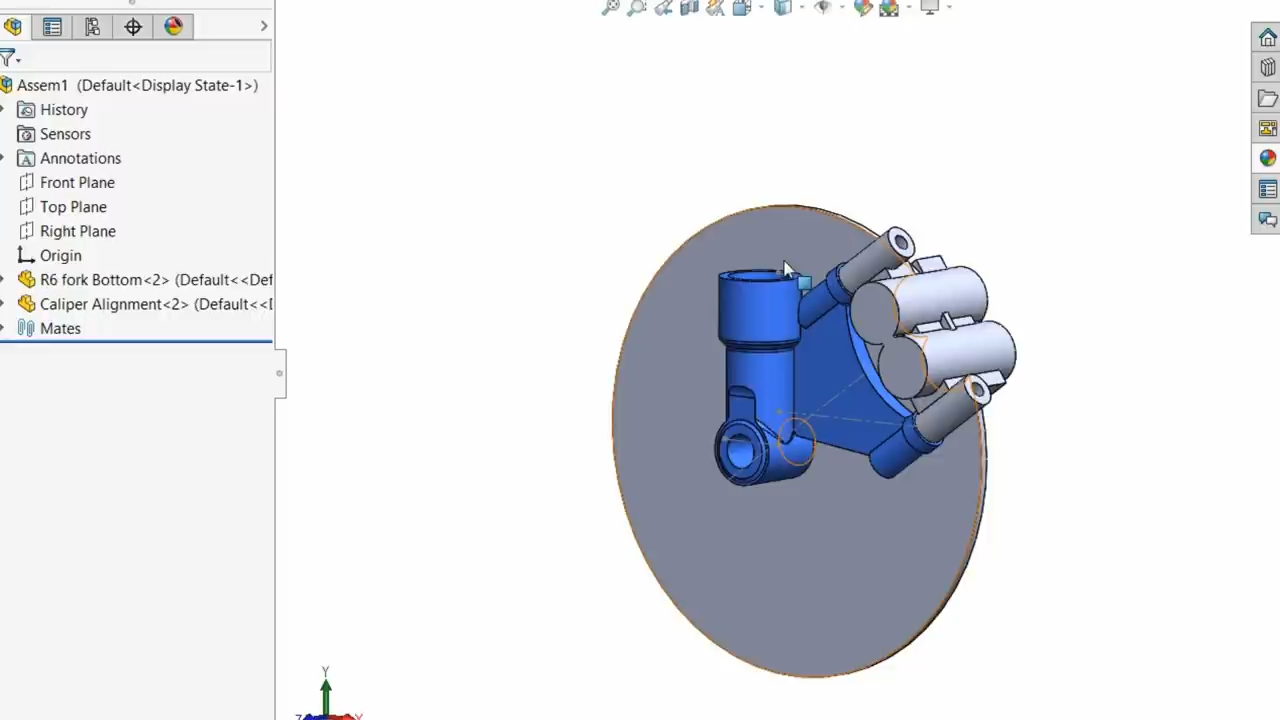 Assem1 (Default<Display State-1>)
History
Sensors
Annotations
Front Plane
Top Plane
Right Plane
Origin
R6 fork Bottom<2> (Default<<Def
Caliper Alignment<2> (Default<<D
Mates
Y
Z
X